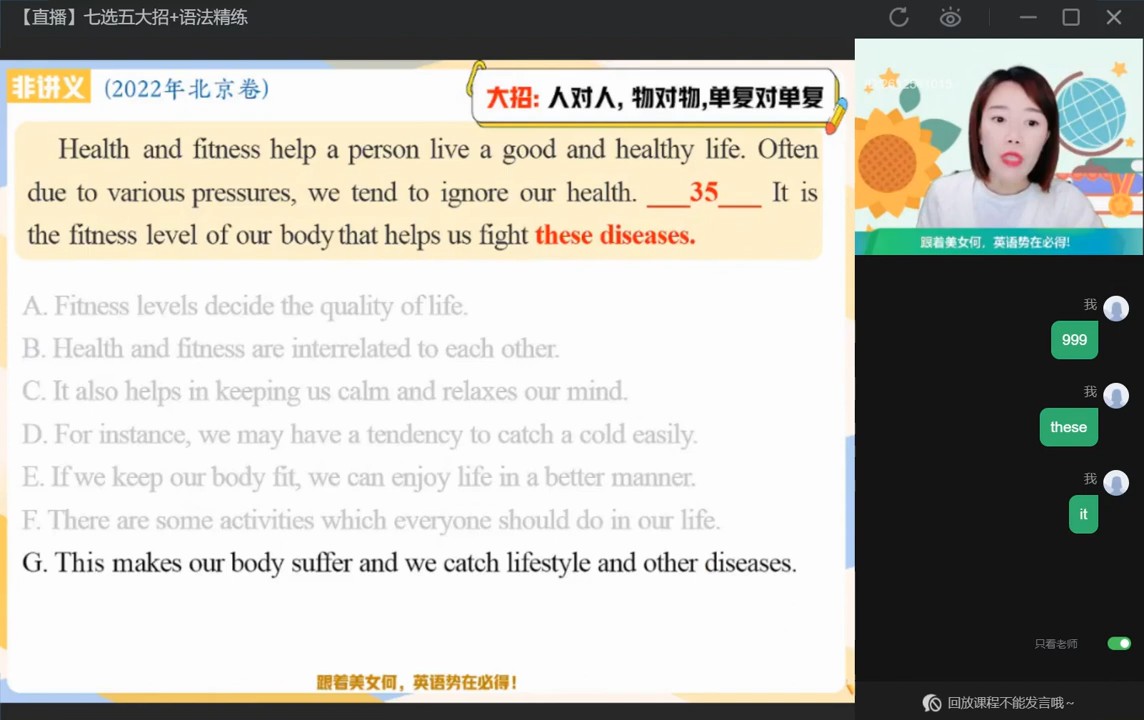 【直播】七选五大招+语法精练
非讲义 (2022年北京卷)
大招: 人对人, 物对物,单复对单复
Health and fitness help a person live a good and healthy life. Often
due to various pressures, we tend to ignore our health. ___35___ It is
the fitness level of our body that helps us fight these diseases.
A. Fitness levels decide the quality of life.
B. Health and fitness are interrelated to each other.
C. It also helps in keeping us calm and relaxes our mind.
D. For instance, we may have a tendency to catch a cold easily.
E. If we keep our body fit, we can enjoy life in a better manner.
F. There are some activities which everyone should do in our life.
G. This makes our body suffer and we catch lifestyle and other diseases.
跟着美女何，英语势在必得!
跟着美女何，英语势在必得!
我
999
我
these
我
it
只看老师
回放课程不能发言哦~